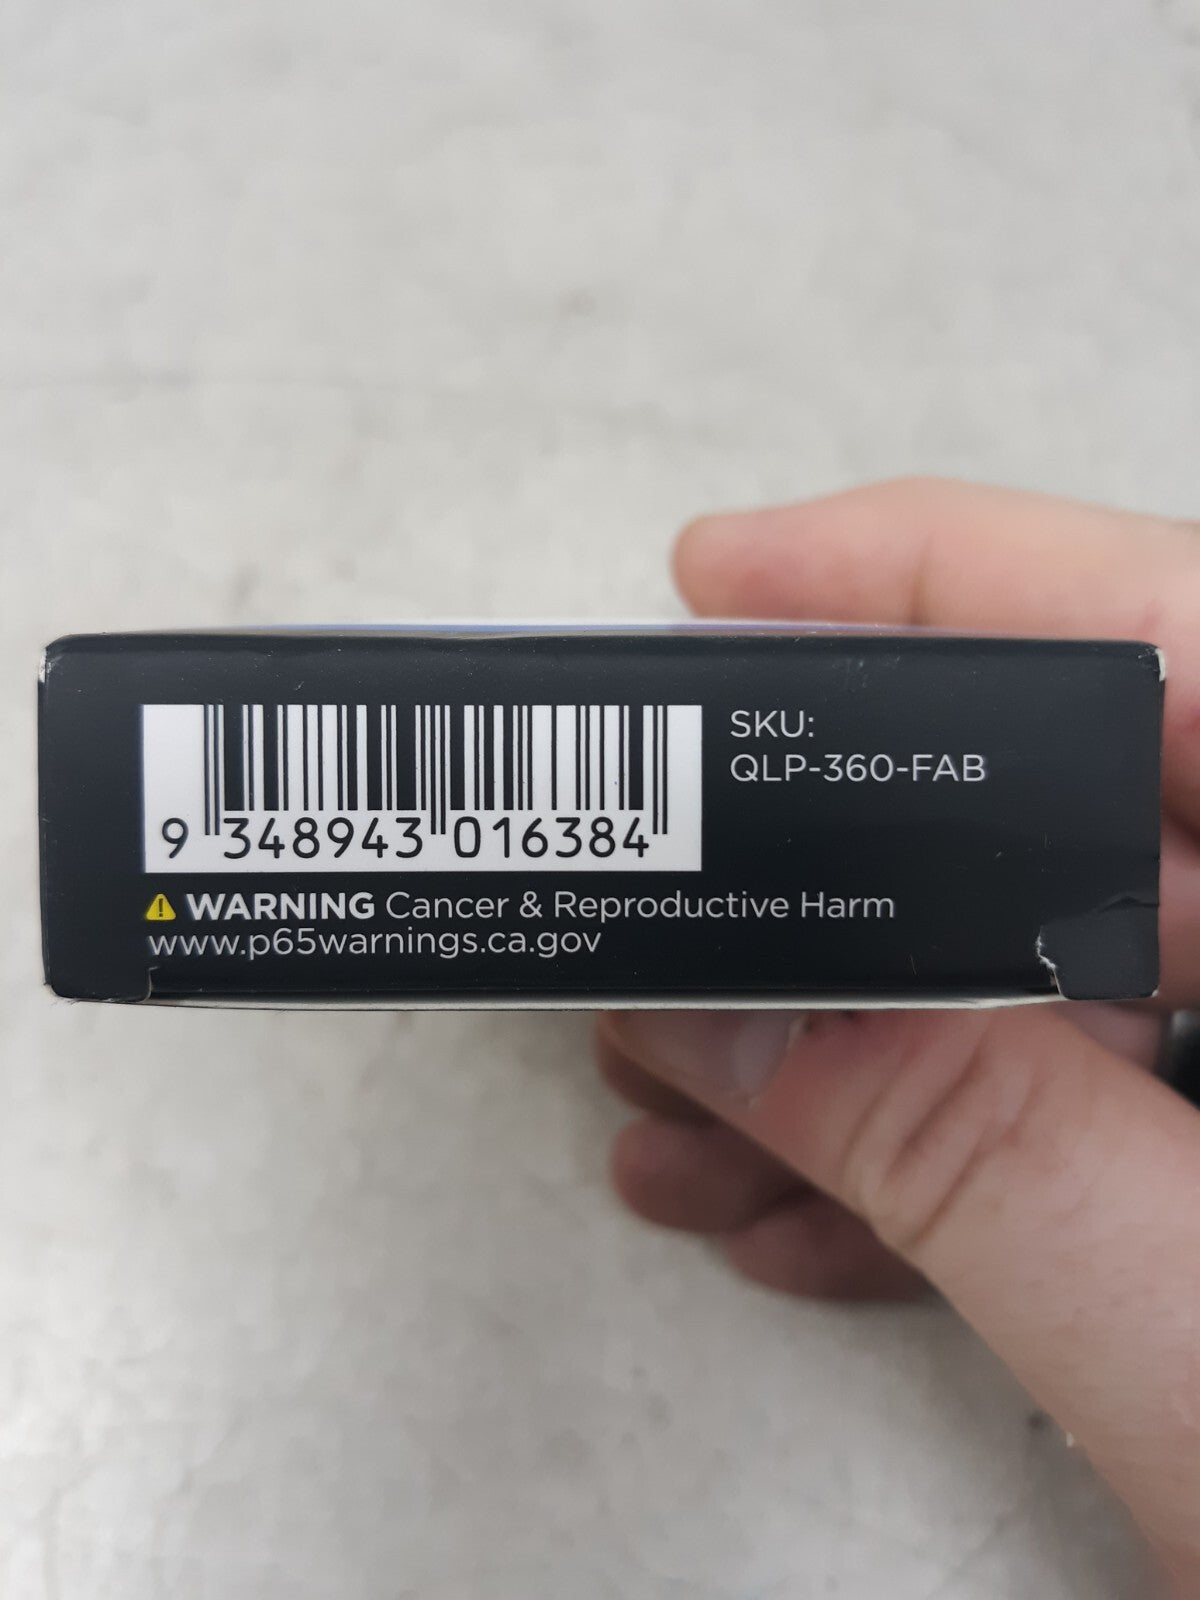 SKU:
QLP-360-FAB
9 348943 016384
WARNING Cancer & Reproductive Harm
www.p65warnings.ca.gov